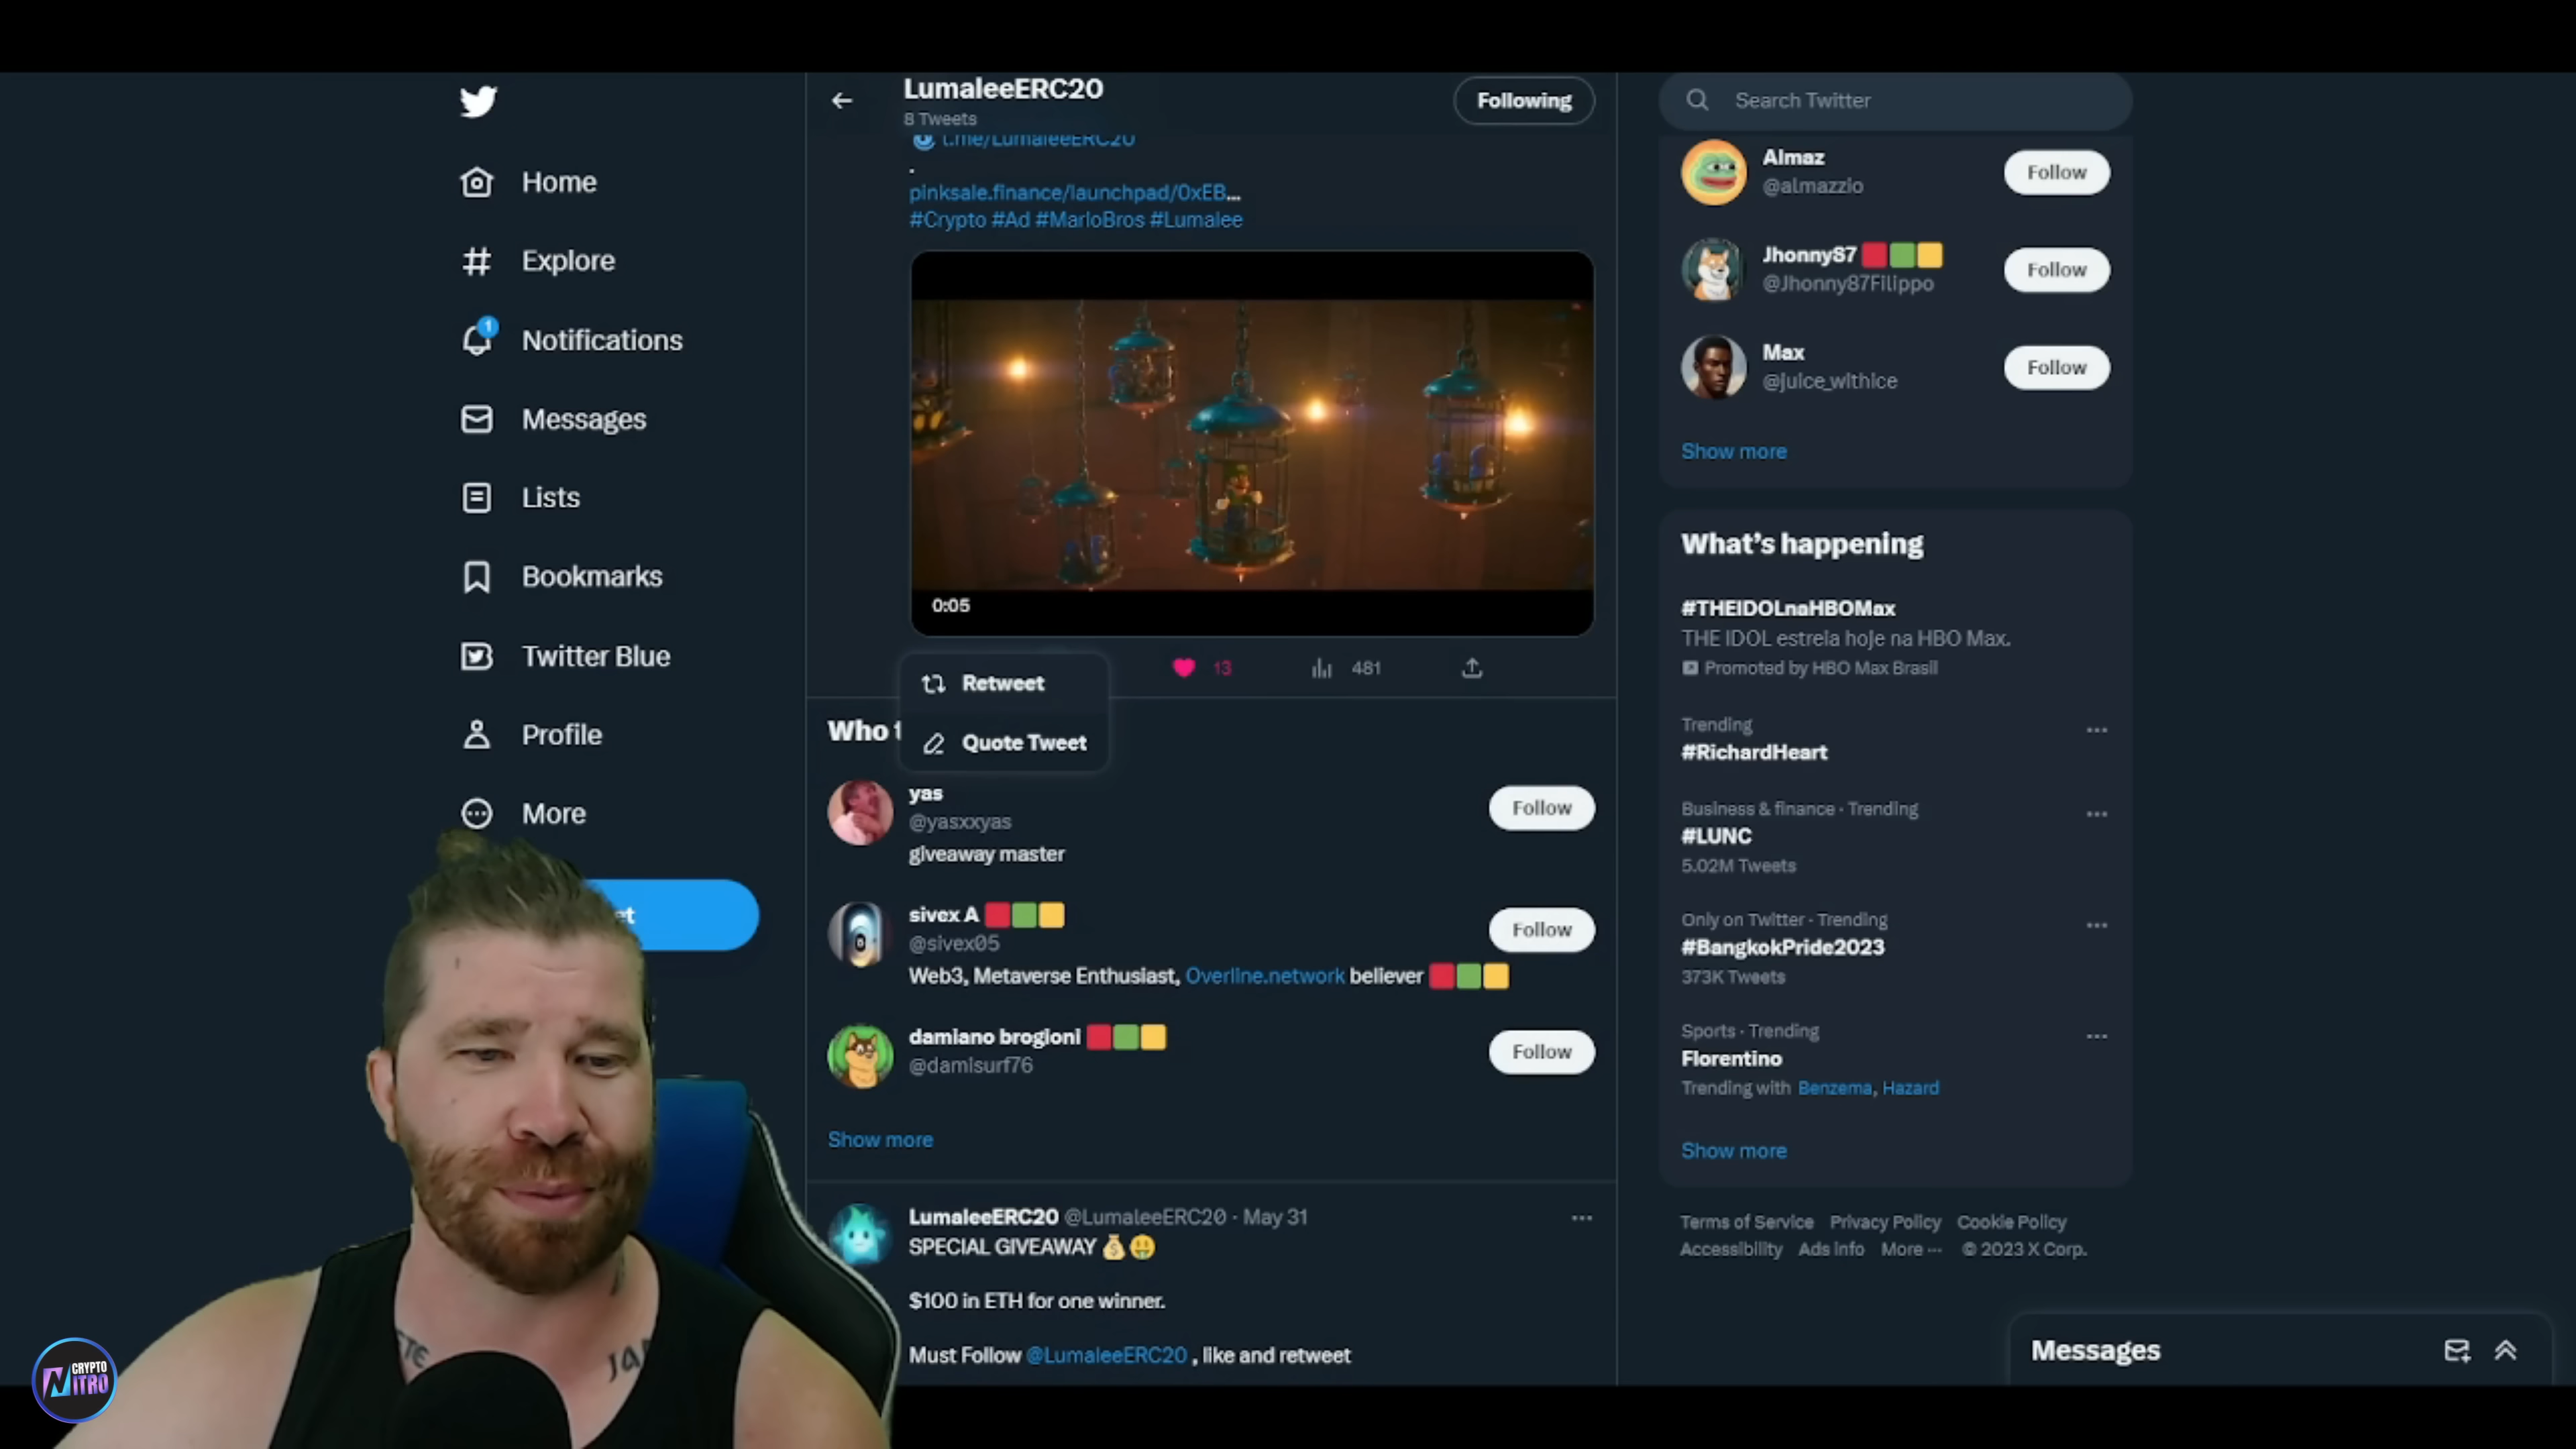 Home
Explore
1
Notifications
Messages
Lists
Bookmarks
Twitter Blue
Profile
More
et
LumaleeERC20
8 Tweets
Following
t.me/LumaleeERC20
.
pinksale.finance/launchpad/0xEB...
#Crypto #Ad #MarioBros #Lumalee
0:05
13
481
Retweet
Quote Tweet
Who
yas
@yasxxyas
giveaway master
Follow
sivex A
@sivex05
Web3, Metaverse Enthusiast, Overline.network believer
Follow
damiano brogioni
@damisurf76
Follow
Show more
LumaleeERC20 @LumaleeERC20 · May 31
SPECIAL GIVEAWAY
$100 in ETH for one winner.
Must Follow @LumaleeERC20 , like and retweet
Search Twitter
Almaz
@almazzio
Follow
Jhonny87
@Jhonny87Filippo
Follow
Max
@juice_withice
Follow
Show more
What's happening
#THEIDOLnaHBOMax
THE IDOL estrela hoje na HBO Max.
Promoted by HBO Max Brasil
Trending
#RichardHeart
Business & finance · Trending
#LUNC
5.02M Tweets
Only on Twitter · Trending
#BangkokPride2023
373K Tweets
Sports · Trending
Florentino
Trending with Benzema, Hazard
Show more
Terms of Service Privacy Policy Cookie Policy
Accessibility Ads info More ··· © 2023 X Corp.
Messages
CRYPTO
NITRO